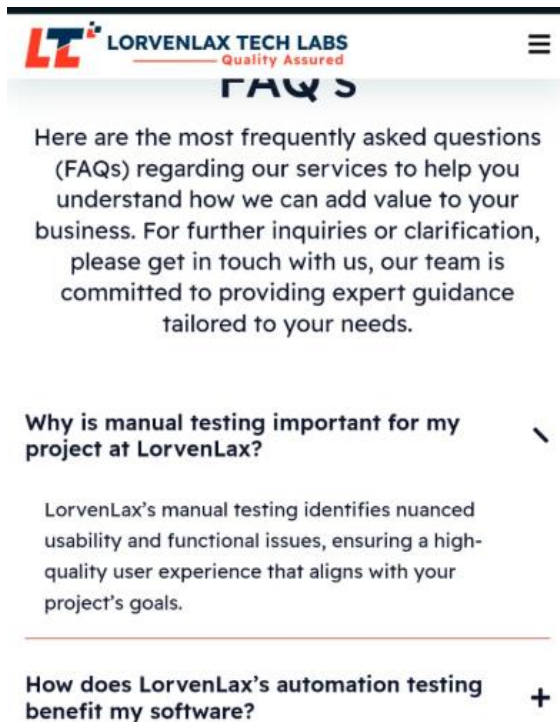 LORVENLAX TECH LABS
Quality Assured
FAQ's
Here are the most frequently asked questions
(FAQs) regarding our services to help you
understand how we can add value to your
business. For further inquiries or clarification,
please get in touch with us, our team is
committed to providing expert guidance
tailored to your needs.
Why is manual testing important for my
project at LorvenLax?
LorvenLax’s manual testing identifies nuanced
usability and functional issues, ensuring a high-
quality user experience that aligns with your
project’s goals.
How does LorvenLax’s automation testing
benefit my software?